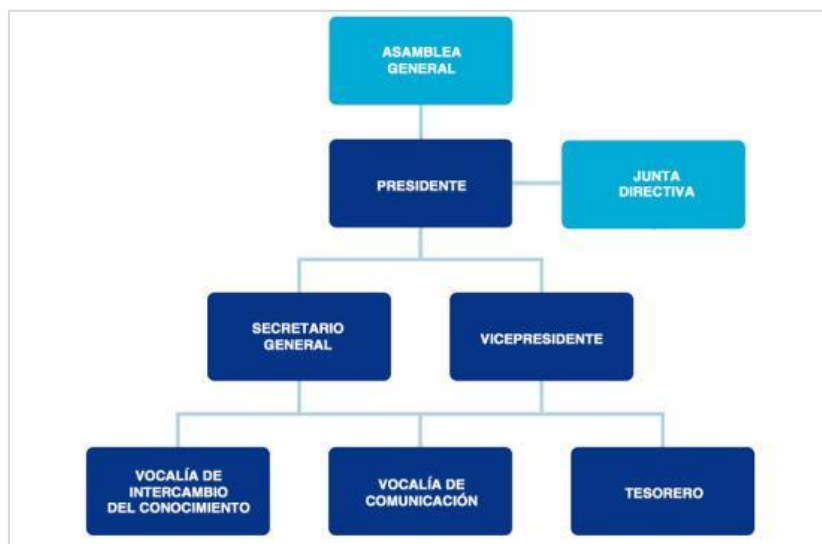 ASAMBLEA
GENERAL
PRESIDENTE
JUNTA
DIRECTIVA
SECRETARIO
GENERAL
VICEPRESIDENTE
VOCALÍA DE
INTERCAMBIO
DEL CONOCIMIENTO
VOCALÍA DE
COMUNICACIÓN
TESORERO